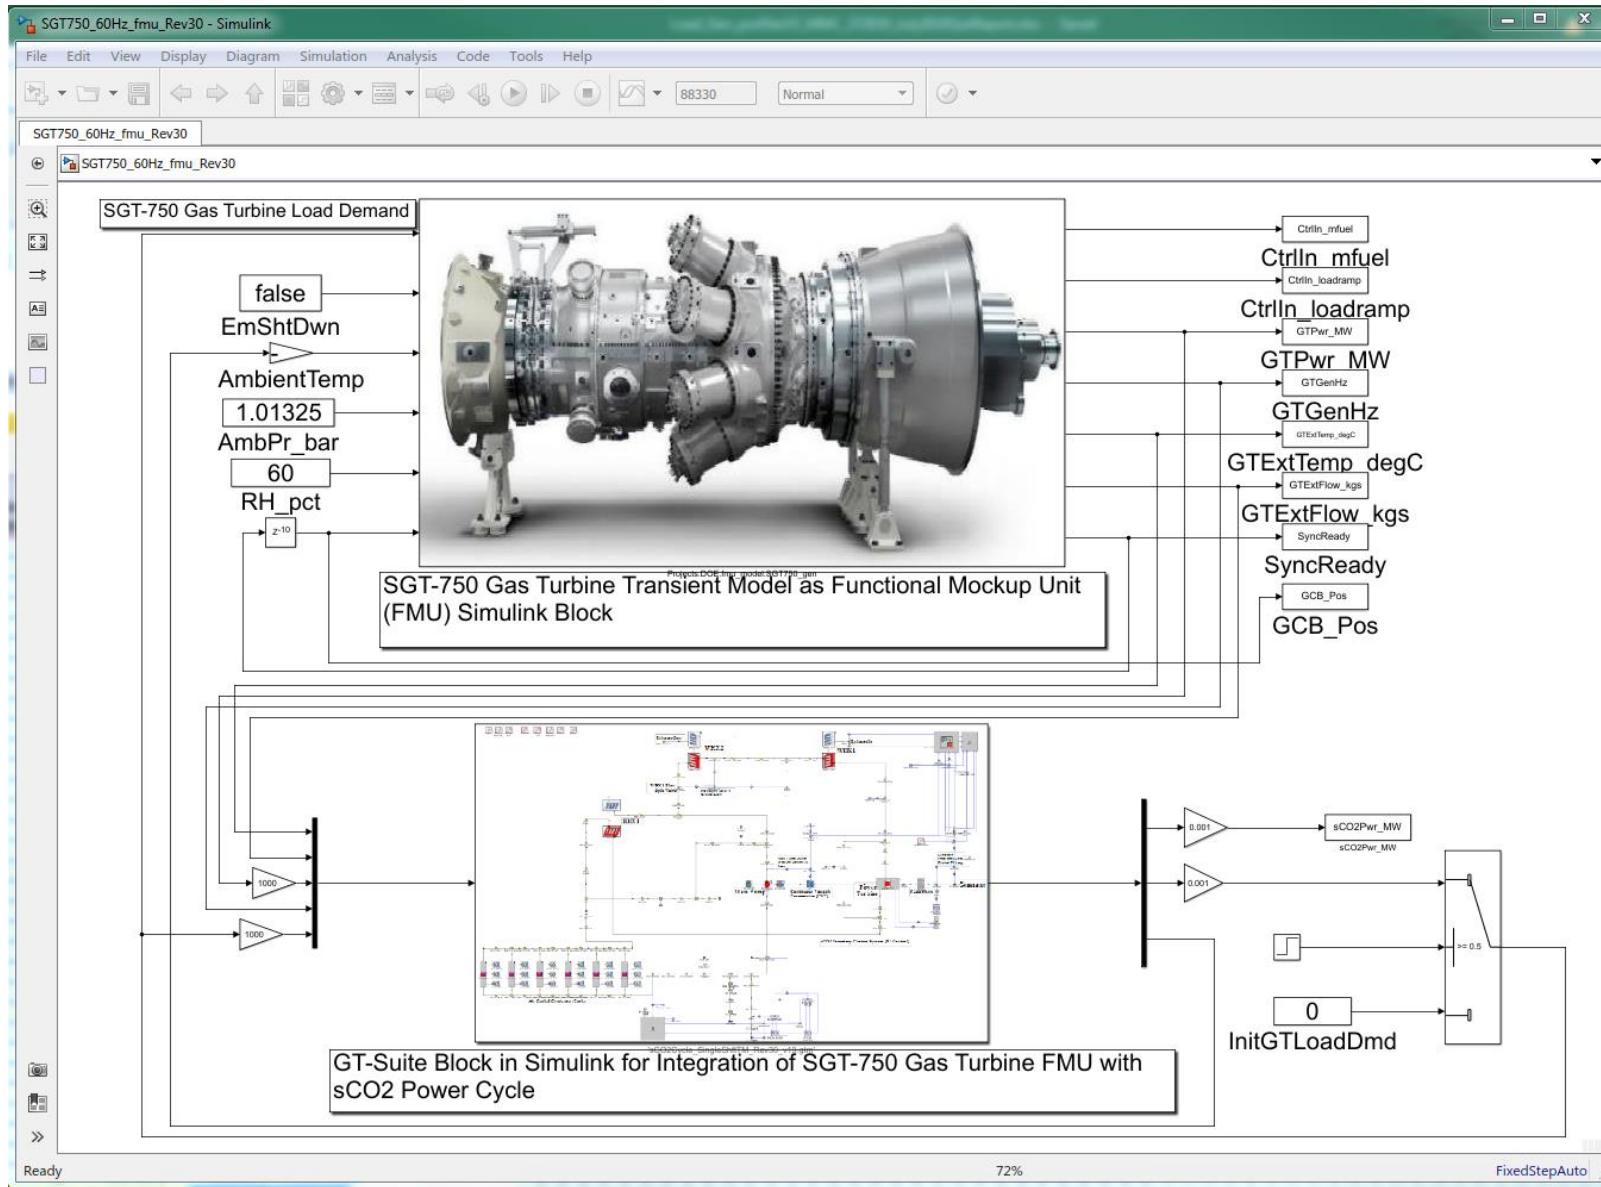 SGT750_60Hz_fmu_Rev30 - Simulink
File Edit View Display Diagram Simulation Analysis Code Tools Help
88330
Normal
SGT750_60Hz_fmu_Rev30
SGT750_60Hz_fmu_Rev30
SGT-750 Gas Turbine Load Demand
false
EmShtDwn
AmbientTemp
1.01325
AmbPr_bar
60
RH_pct
z-10
CtrlIn_mfuel
CtrlIn_mfuel
CtrlIn_loadramp
CtrlIn_loadramp
GTPwr_MW
GTPwr_MW
GTGenHz
GTGenHz
GTExtTemp_degC
GTExtTemp_degC
GTExtFlow_kgs
GTExtFlow_kgs
SyncReady
SyncReady
GCB_Pos
GCB_Pos
SGT-750 Gas Turbine Transient Model as Functional Mockup Unit
(FMU) Simulink Block
1000
1000
WHX2
WHX1
0.001
sCO2Pwr_MW
sCO2Pwr_MW
0.001
>= 0.5
0
InitGTLoadDmd
GT-Suite Block in Simulink for Integration of SGT-750 Gas Turbine FMU with
sCO2 Power Cycle
Ready
72%
FixedStepAuto